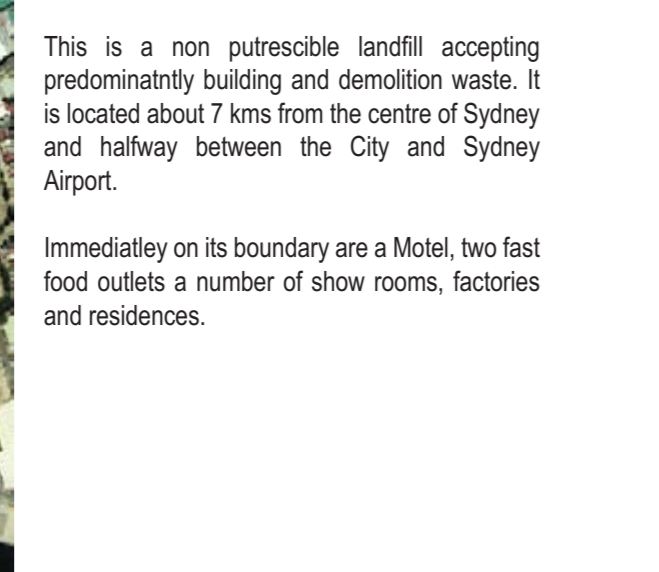 This is a non putrescible landfill accepting
predominatntly building and demolition waste. It
is located about 7 kms from the centre of Sydney
and halfway between the City and Sydney
Airport.
Immediatley on its boundary are a Motel, two fast
food outlets a number of show rooms, factories
and residences.